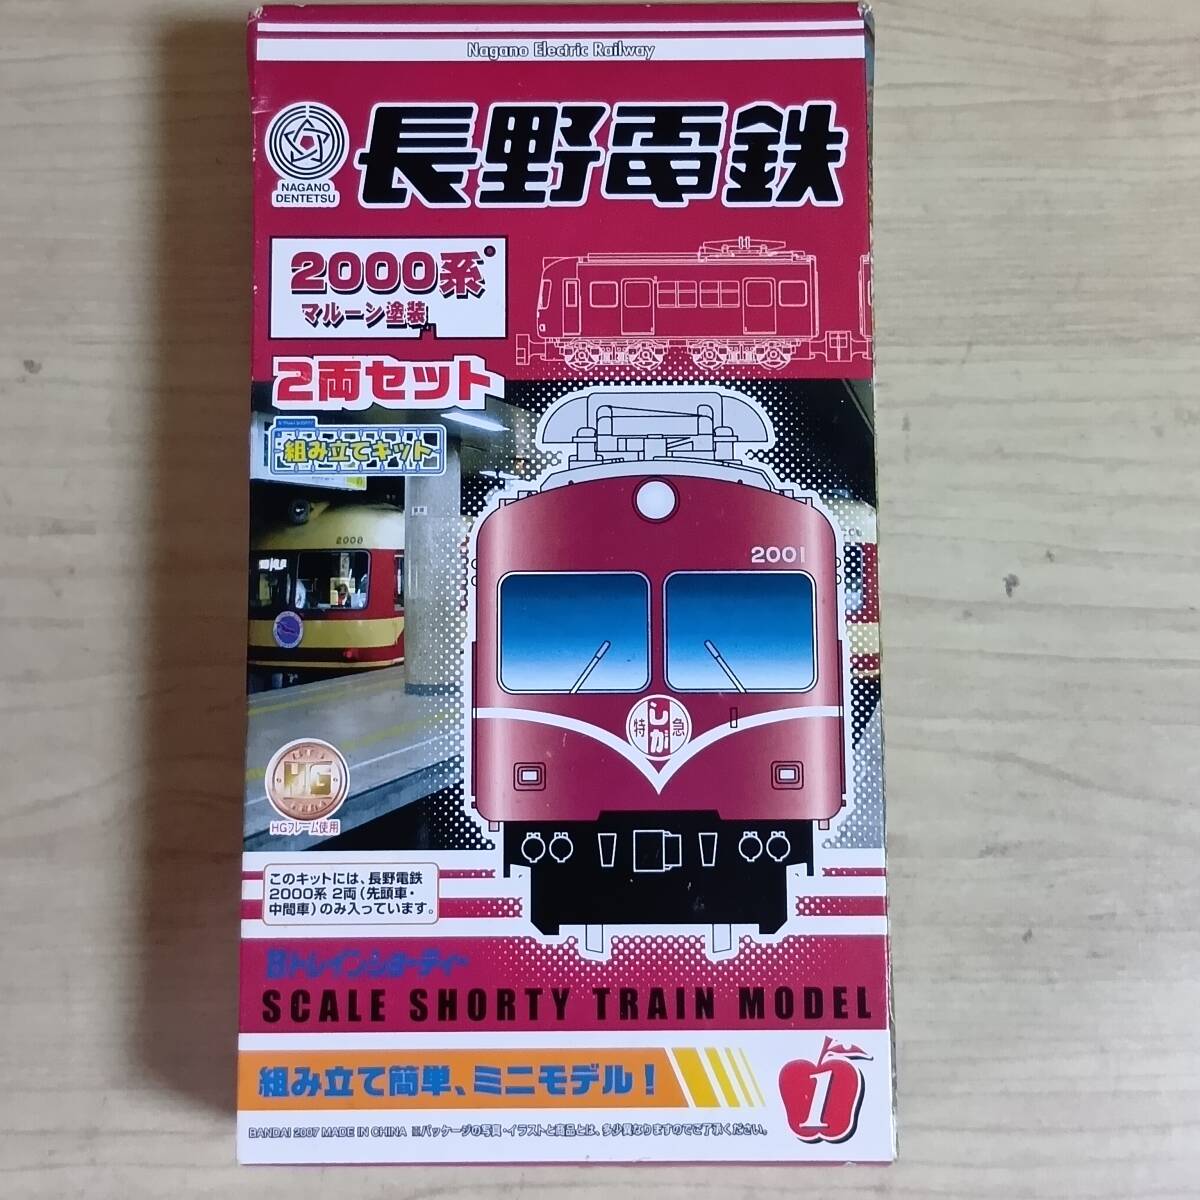 Nagano Electric Railway
長野電鉄
NAGANO
DENTETSU
2000系
マルーン塗装
2両セット
組み立てキット
2008
2001
特急
しが
HG
HGフレーム使用
このキットには、長野電鉄
2000系 2両(先頭車・
中間車)のみ入っています。
Bトレインショーティー
SCALE SHORTY TRAIN MODEL
組み立て簡単、ミニモデル!
1
BANDAI 2007 MADE IN CHINA ※パッケージの写真・イラストと商品とは、多少異なりますのでご了承ください。